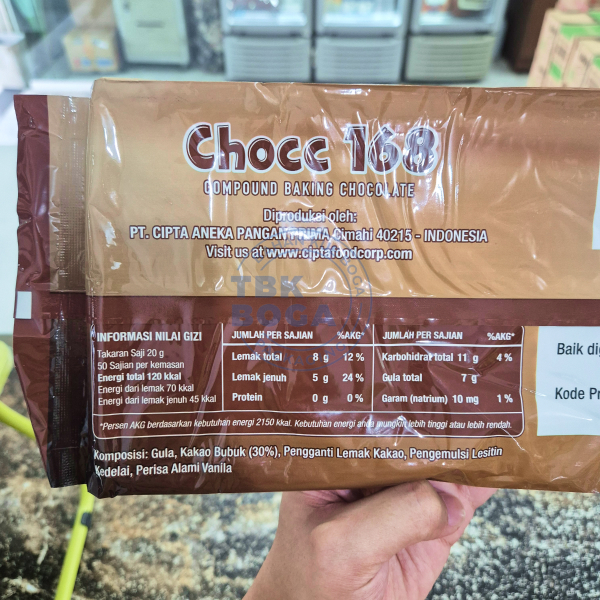 Chocc 168
COMPOUND BAKING CHOCOLATE
Diproduksi oleh:
PT. CIPTA ANEKA PANGAN PRIMA Cimahi 40215 - INDONESIA
Visit us at www.ciptafoodcorp.com
TBK
BOGA
INFORMASI NILAI GIZI
Takaran Saji 20 g
50 Sajian per kemasan
Energi total 120 kkal
Energi dari lemak 70 kkal
Energi dari lemak jenuh 45 kkal
JUMLAH PER SAJIAN %AKG*
Lemak total 8 g 12 %
Lemak jenuh 5 g 24 %
Protein 0 g 0 %
JUMLAH PER SAJIAN %AKG*
Karbohidrat total 11 g 4 %
Gula total 7 g
Garam (natrium) 10 mg 1 %
*Persen AKG berdasarkan kebutuhan energi 2150 kkal. Kebutuhan energi anda mungkin lebih tinggi atau lebih rendah.
Komposisi: Gula, Kakao Bubuk (30%), Pengganti Lemak Kakao, Pengemulsi Lesitin
Kedelai, Perisa Alami Vanila
Baik
Kode